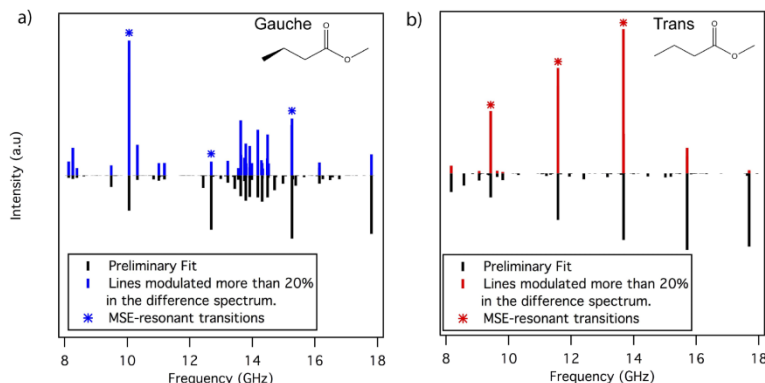 a)
Gauche
O
O
Intensity (a.u)
Preliminary Fit
Lines modulated more than 20%
in the difference spectrum.
MSE-resonant transitions
8 10 12 14 16 18
Frequency (GHz)
b)
Trans
O
O
Preliminary Fit
Lines modulated more than 20%
in the difference spectrum.
MSE-resonant transitions
8 10 12 14 16 18
Frequency (GHz)